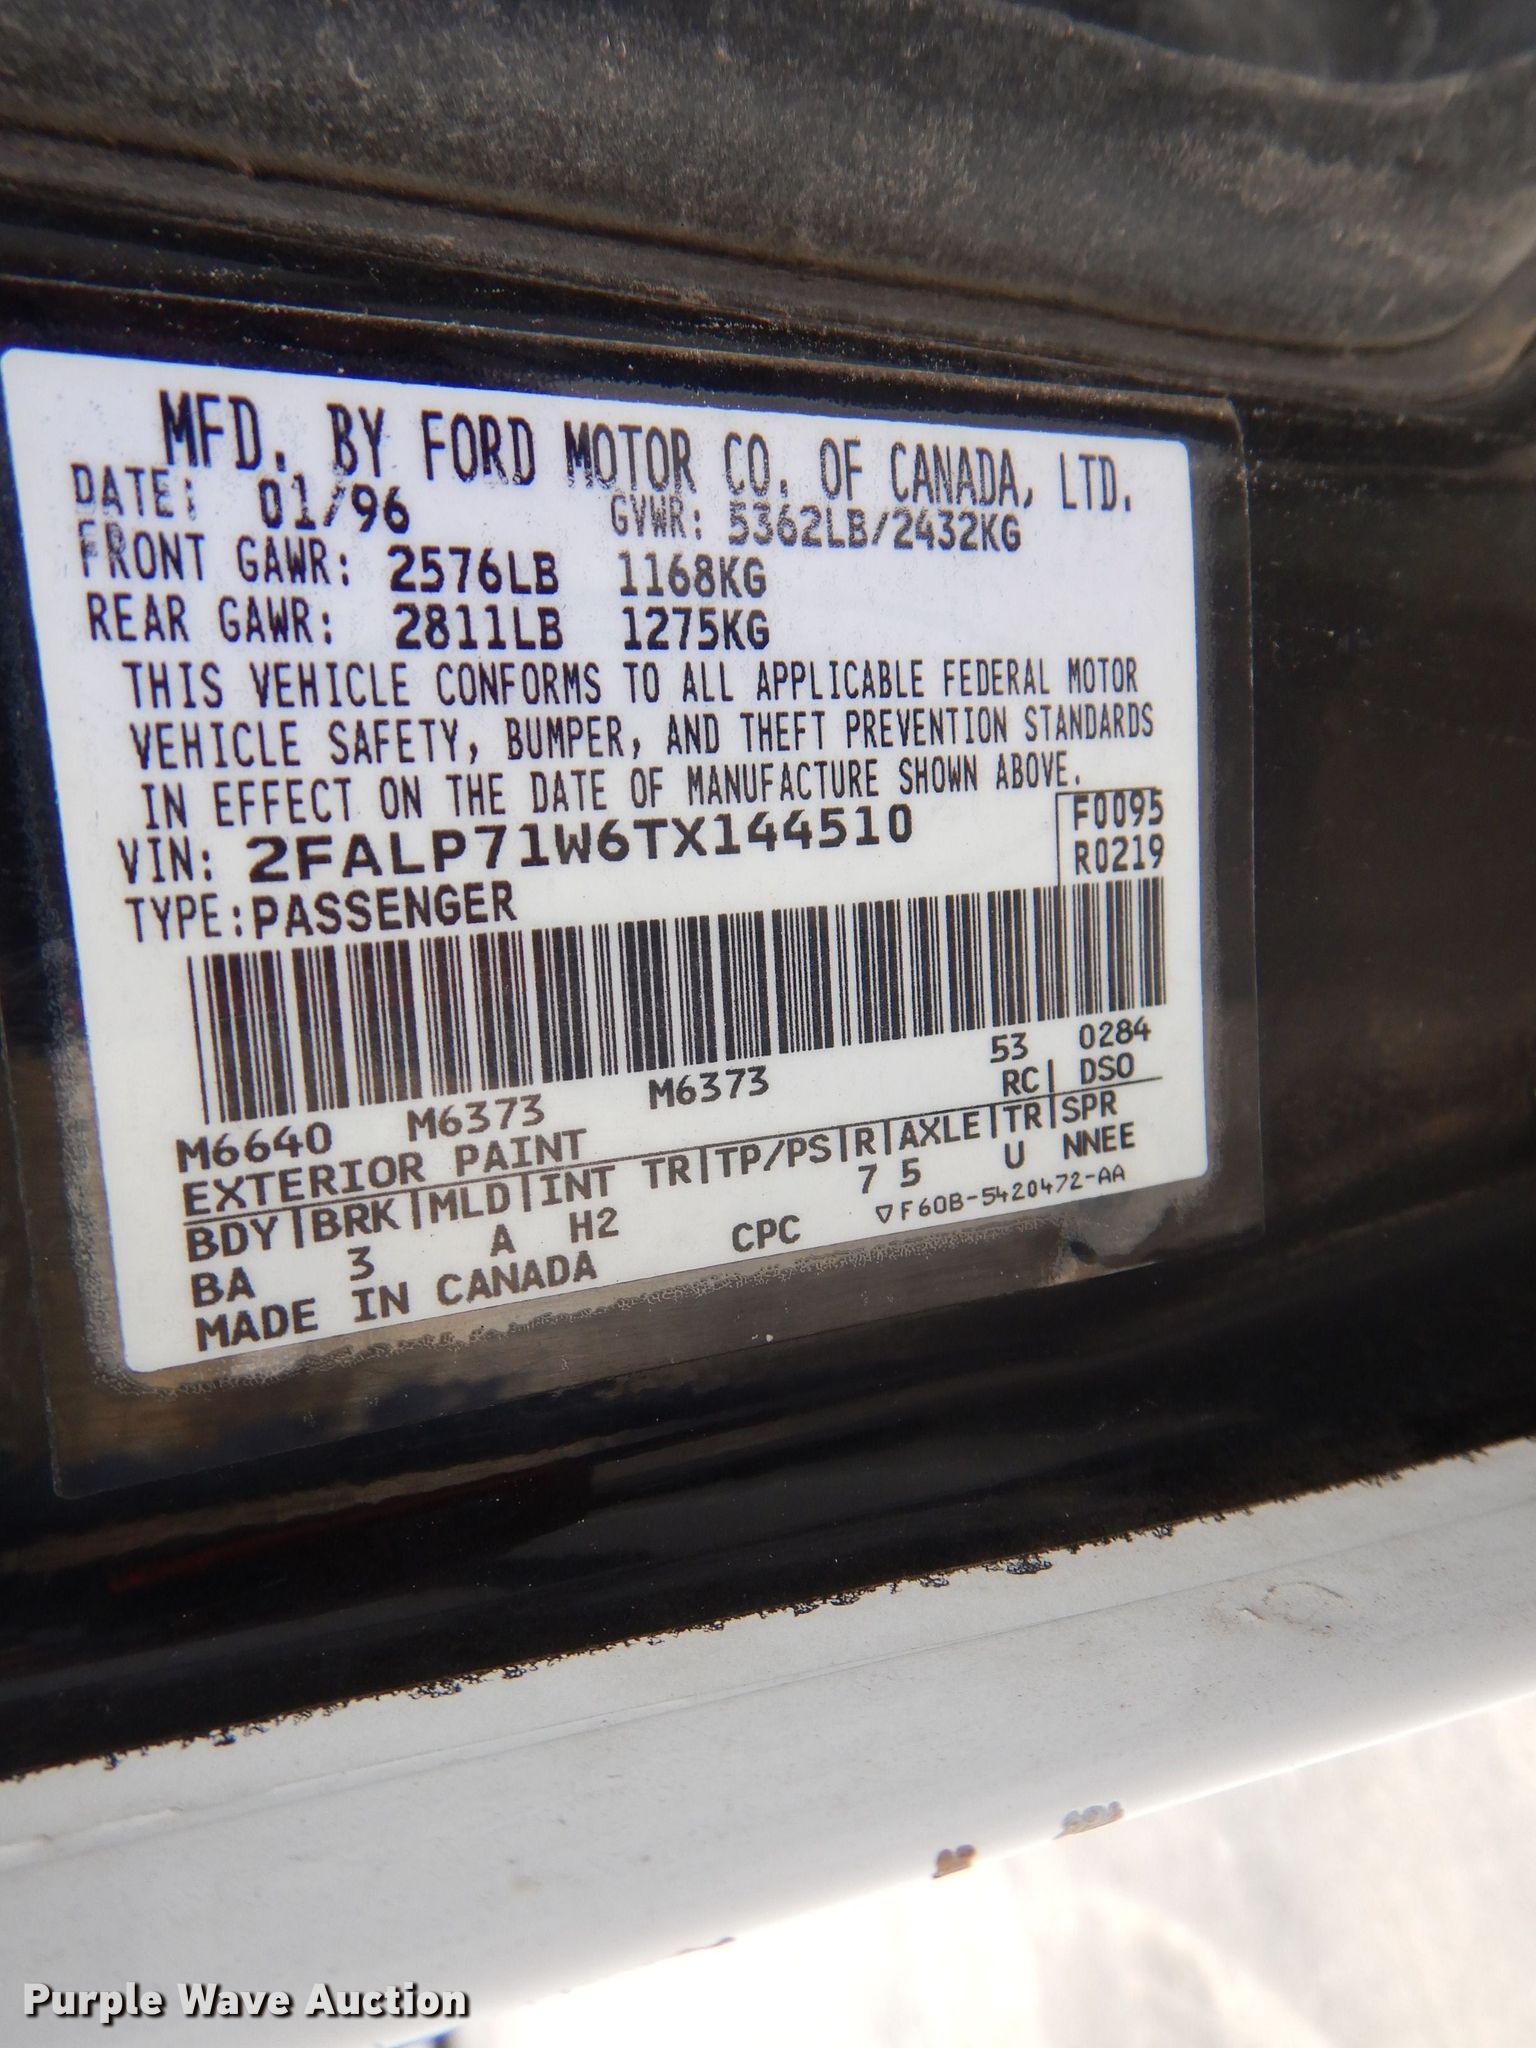 MFD. BY FORD MOTOR CO. OF CANADA, LTD.
DATE: 01/96 GVWR: 5362LB/2432KG
FRONT GAWR: 2576LB 1168KG
REAR GAWR: 2811LB 1275KG
THIS VEHICLE CONFORMS TO ALL APPLICABLE FEDERAL MOTOR
VEHICLE SAFETY, BUMPER, AND THEFT PREVENTION STANDARDS
IN EFFECT ON THE DATE OF MANUFACTURE SHOWN ABOVE.
VIN: 2FALP71W6TX144510 F0095
TYPE: PASSENGER R0219
M6640 M6373 M6373 53 0284
EXTERIOR PAINT RC| DSO
BDY|BRK|MLD|INT TR|TP/PS|R|AXLE|TR|SPR
BA 3 A H2 7 5 U NNEE
MADE IN CANADA CPC ▽F60B-5420472-AA
Purple Wave Auction